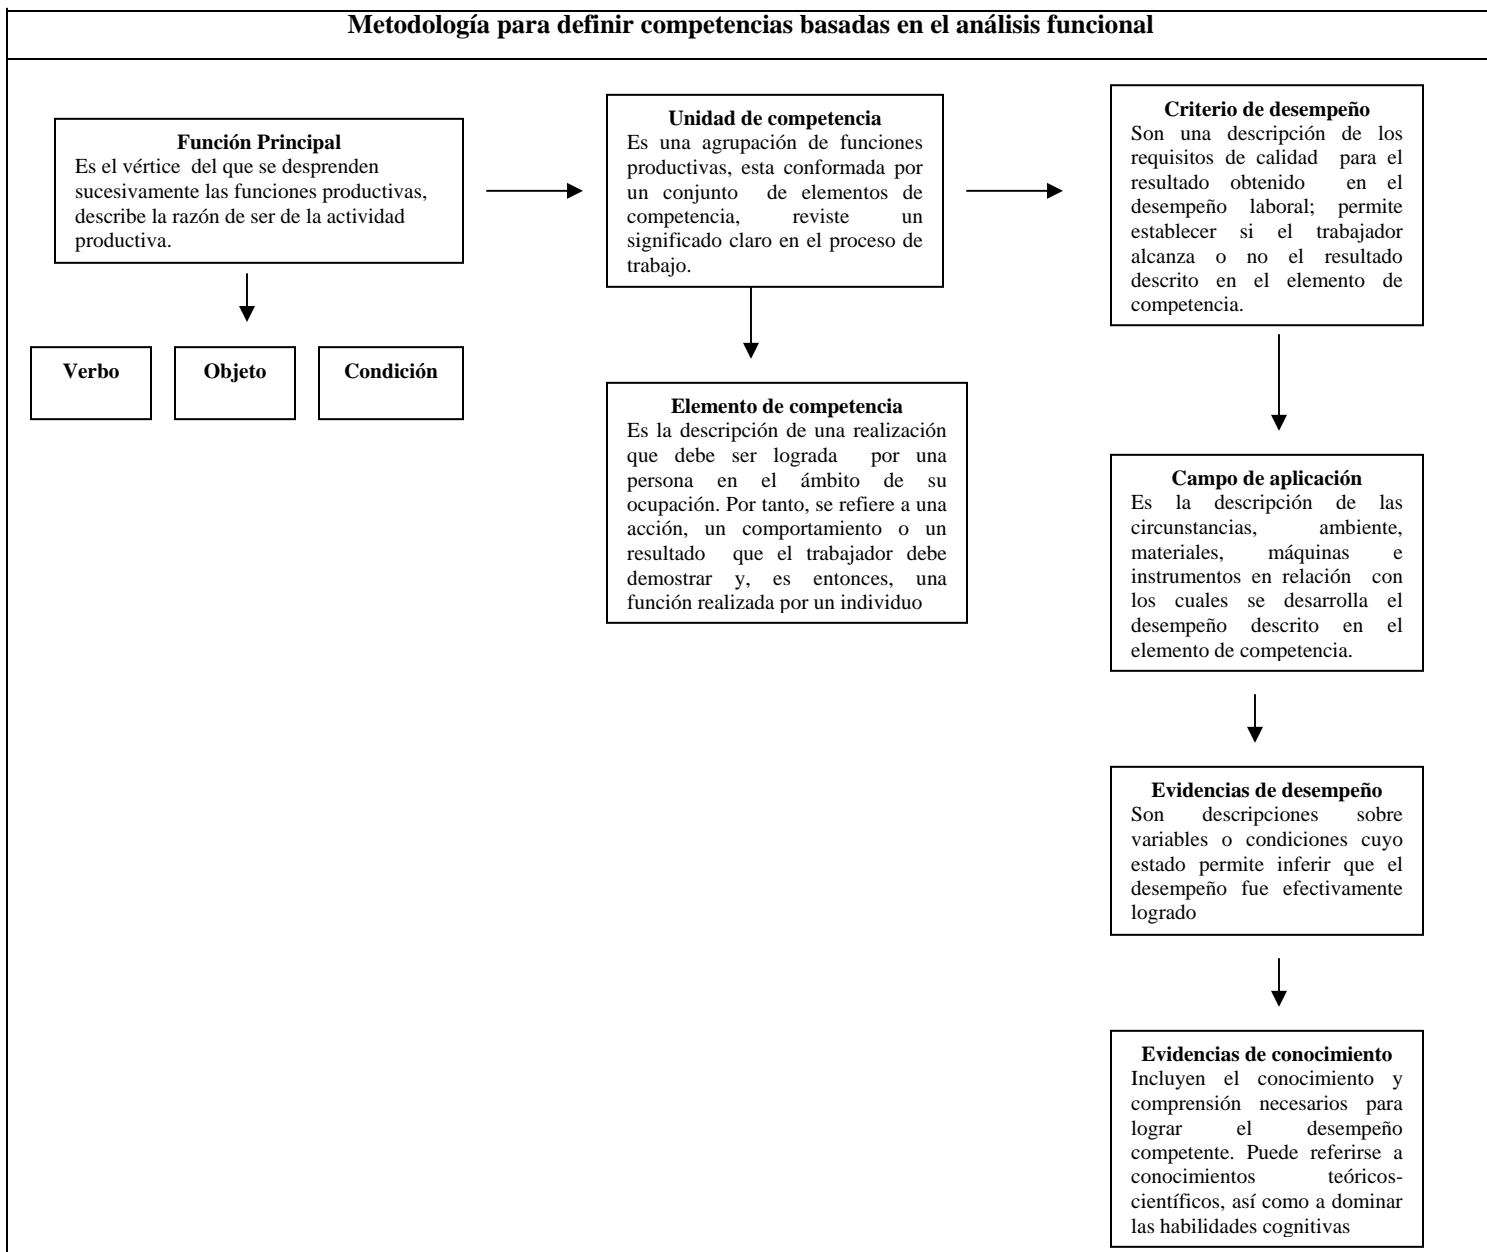 Metodología para definir competencias basadas en el análisis funcional
Función Principal
Es el vértice del que se desprenden
sucesivamente las funciones productivas,
describe la razón de ser de la actividad
productiva.
Verbo
Objeto
Condición
Unidad de competencia
Es una agrupación de funciones
productivas, esta conformada por
un conjunto de elementos de
competencia, reviste un
significado claro en el proceso de
trabajo.
Elemento de competencia
Es la descripción de una realización
que debe ser lograda por una
persona en el ámbito de su
ocupación. Por tanto, se refiere a una
acción, un comportamiento o un
resultado que el trabajador debe
demostrar y, es entonces, una
función realizada por un individuo
Criterio de desempeño
Son una descripción de los
requisitos de calidad para el
resultado obtenido en el
desempeño laboral; permite
establecer si el trabajador
alcanza o no el resultado
descrito en el elemento de
competencia.
Campo de aplicación
Es la descripción de las
circunstancias, ambiente,
materiales, máquinas e
instrumentos en relación con
los cuales se desarrolla el
desempeño descrito en el
elemento de competencia.
Evidencias de desempeño
Son descripciones sobre
variables o condiciones cuyo
estado permite inferir que el
desempeño fue efectivamente
logrado
Evidencias de conocimiento
Incluyen el conocimiento y
comprensión necesarios para
lograr el desempeño
competente. Puede referirse a
conocimientos teóricos-
científicos, así como a dominar
las habilidades cognitivas